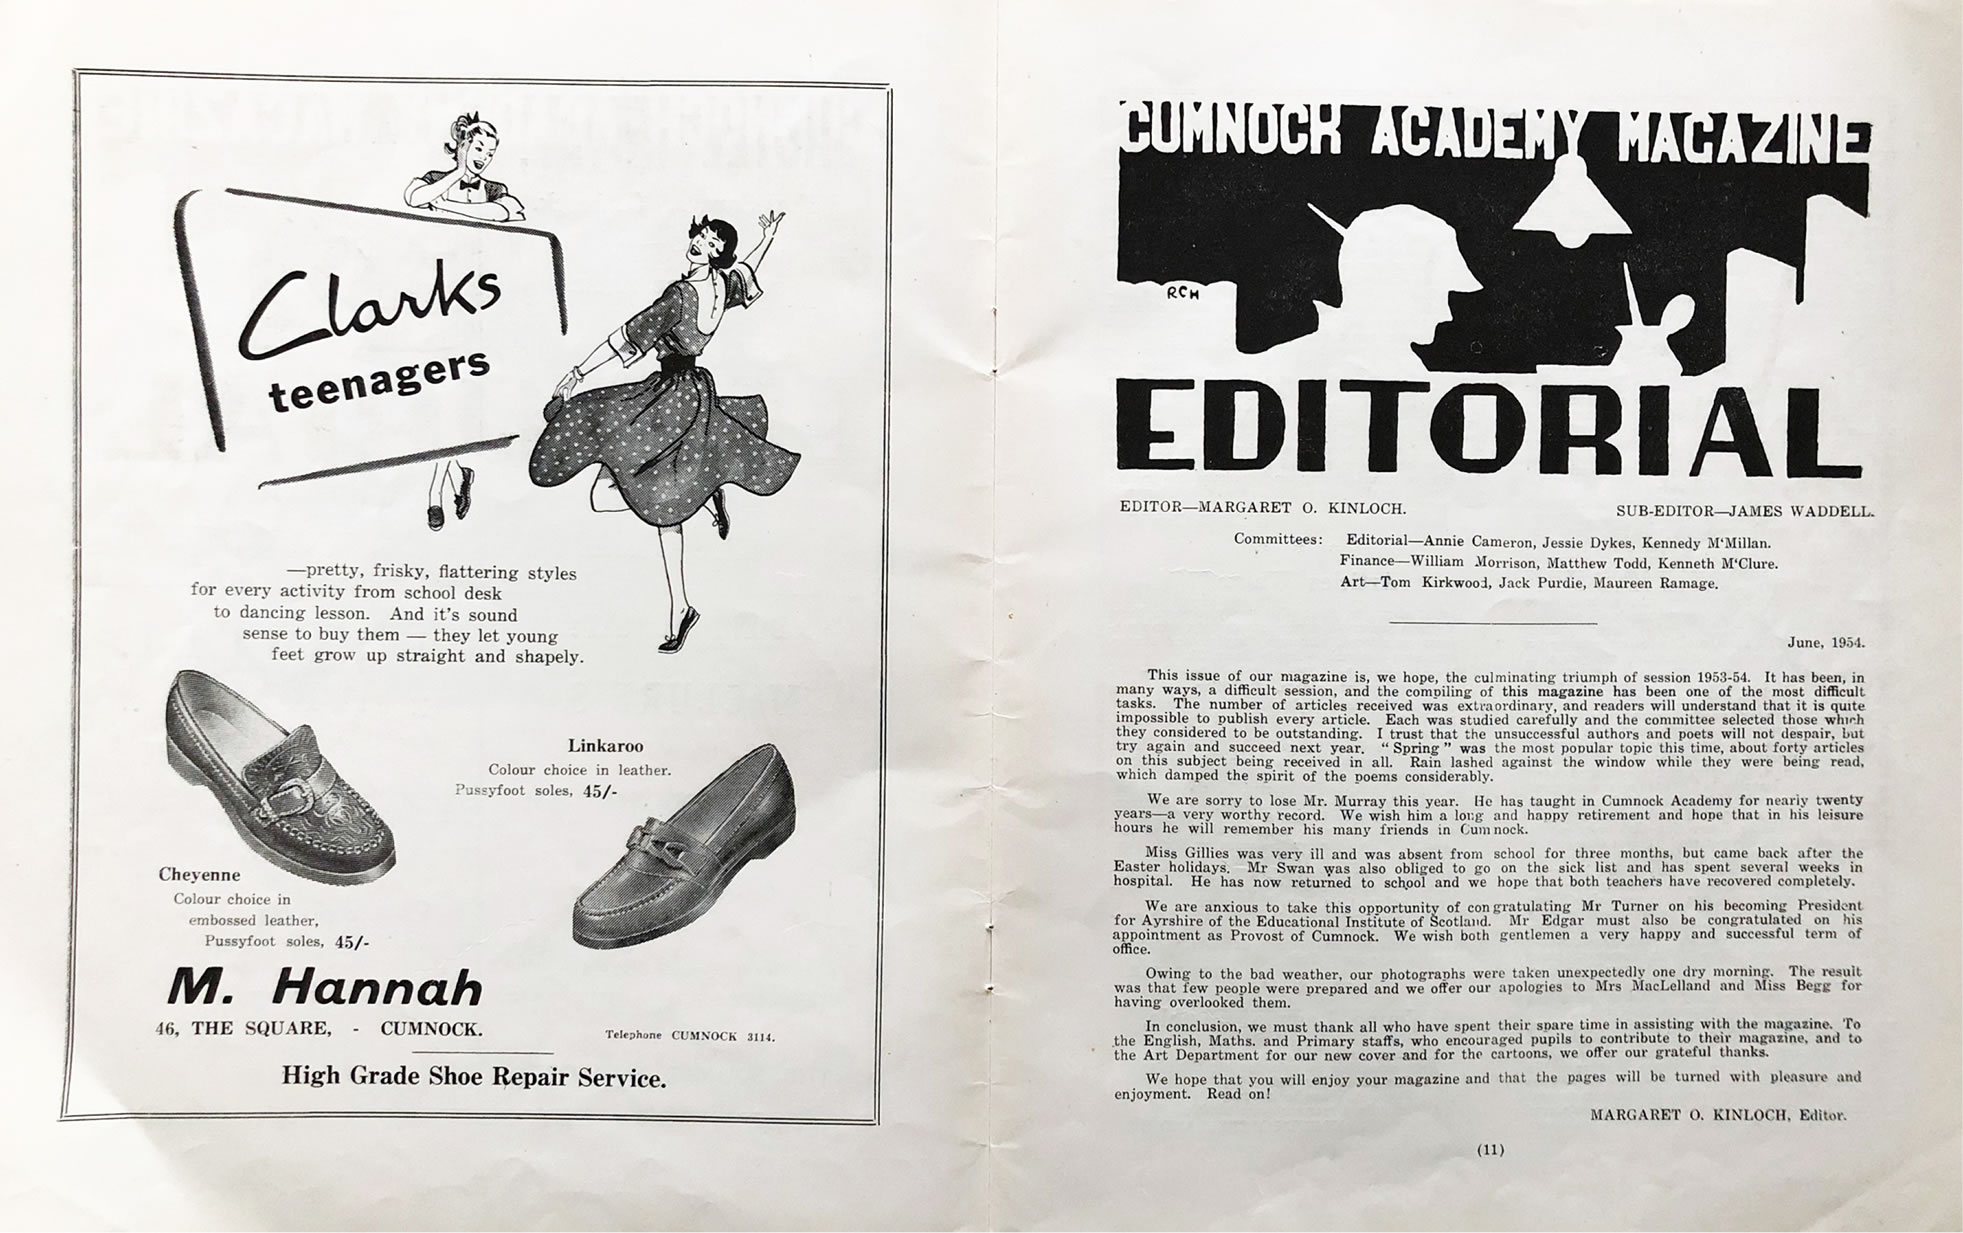 Clarks
teenagers
—pretty, frisky, flattering styles
for every activity from school desk
to dancing lesson. And it's sound
sense to buy them — they let young
feet grow up straight and shapely.
Linkaroo
Colour choice in leather.
Pussyfoot soles, 45/-
Cheyenne
Colour choice in
embossed leather,
Pussyfoot soles, 45/-
M. Hannah
46, THE SQUARE, - CUMNOCK.
Telephone CUMNOCK 3114.
High Grade Shoe Repair Service.
CUMNOCK ACADEMY MAGAZINE
RCH
EDITORIAL
EDITOR—MARGARET O. KINLOCH. SUB-EDITOR—JAMES WADDELL.
Committees: Editorial—Annie Cameron, Jessie Dykes, Kennedy M‘Millan.
Finance—William Morrison, Matthew Todd, Kenneth M‘Clure.
Art—Tom Kirkwood, Jack Purdie, Maureen Ramage.
June, 1954.
This issue of our magazine is, we hope, the culminating triumph of session 1953-54. It has been, in
many ways, a difficult session, and the compiling of this magazine has been one of the most difficult
tasks. The number of articles received was extraordinary, and readers will understand that it is quite
impossible to publish every article. Each was studied carefully and the committee selected those which
they considered to be outstanding. I trust that the unsuccessful authors and poets will not despair, but
try again and succeed next year. “ Spring ” was the most popular topic this time, about forty articles
on this subject being received in all. Rain lashed against the window while they were being read,
which damped the spirit of the poems considerably.
We are sorry to lose Mr. Murray this year. He has taught in Cumnock Academy for nearly twenty
years—a very worthy record. We wish him a long and happy retirement and hope that in his leisure
hours he will remember his many friends in Cumnock.
Miss Gillies was very ill and was absent from school for three months, but came back after the
Easter holidays. Mr Swan was also obliged to go on the sick list and has spent several weeks in
hospital. He has now returned to school and we hope that both teachers have recovered completely.
We are anxious to take this opportunity of congratulating Mr Turner on his becoming President
for Ayrshire of the Educational Institute of Scotland. Mr Edgar must also be congratulated on his
appointment as Provost of Cumnock. We wish both gentlemen a very happy and successful term of
office.
Owing to the bad weather, our photographs were taken unexpectedly one dry morning. The result
was that few people were prepared and we offer our apologies to Mrs MacLelland and Miss Begg for
having overlooked them.
In conclusion, we must thank all who have spent their spare time in assisting with the magazine. To
the English, Maths. and Primary staffs, who encouraged pupils to contribute to their magazine, and to
the Art Department for our new cover and for the cartoons, we offer our grateful thanks.
We hope that you will enjoy your magazine and that the pages will be turned with pleasure and
enjoyment. Read on!
MARGARET O. KINLOCH, Editor.
(11)